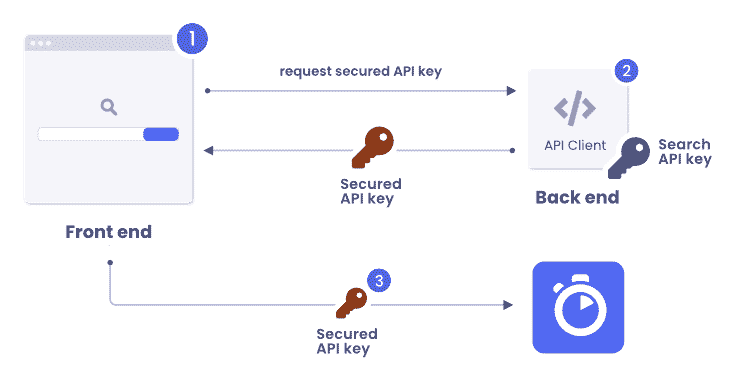 1
request secured API key
2
API Client
Search
API key
Secured
API key
Back end
Front end
3
Secured
API key